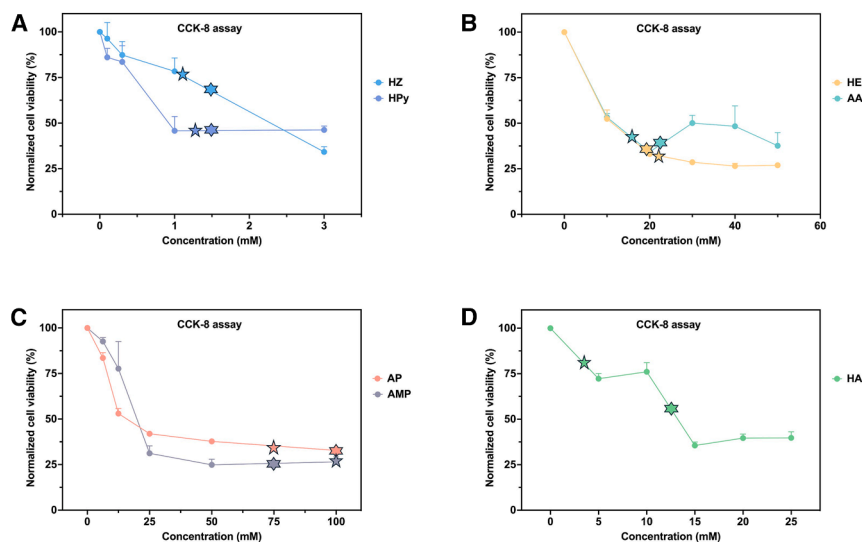 A
CCK-8 assay
Normalized cell viability (%)
100
75
50
25
0
0
1
2
3
Concentration (mM)
HZ
HPy
B
CCK-8 assay
Normalized cell viability (%)
100
75
50
25
0
0
20
40
60
Concentration (mM)
HE
AA
C
CCK-8 assay
Normalized cell viability (%)
100
75
50
25
0
0
25
50
75
100
Concentration (mM)
AP
AMP
D
CCK-8 assay
Normalized cell viability (%)
100
75
50
25
0
0
5
10
15
20
25
Concentration (mM)
HA